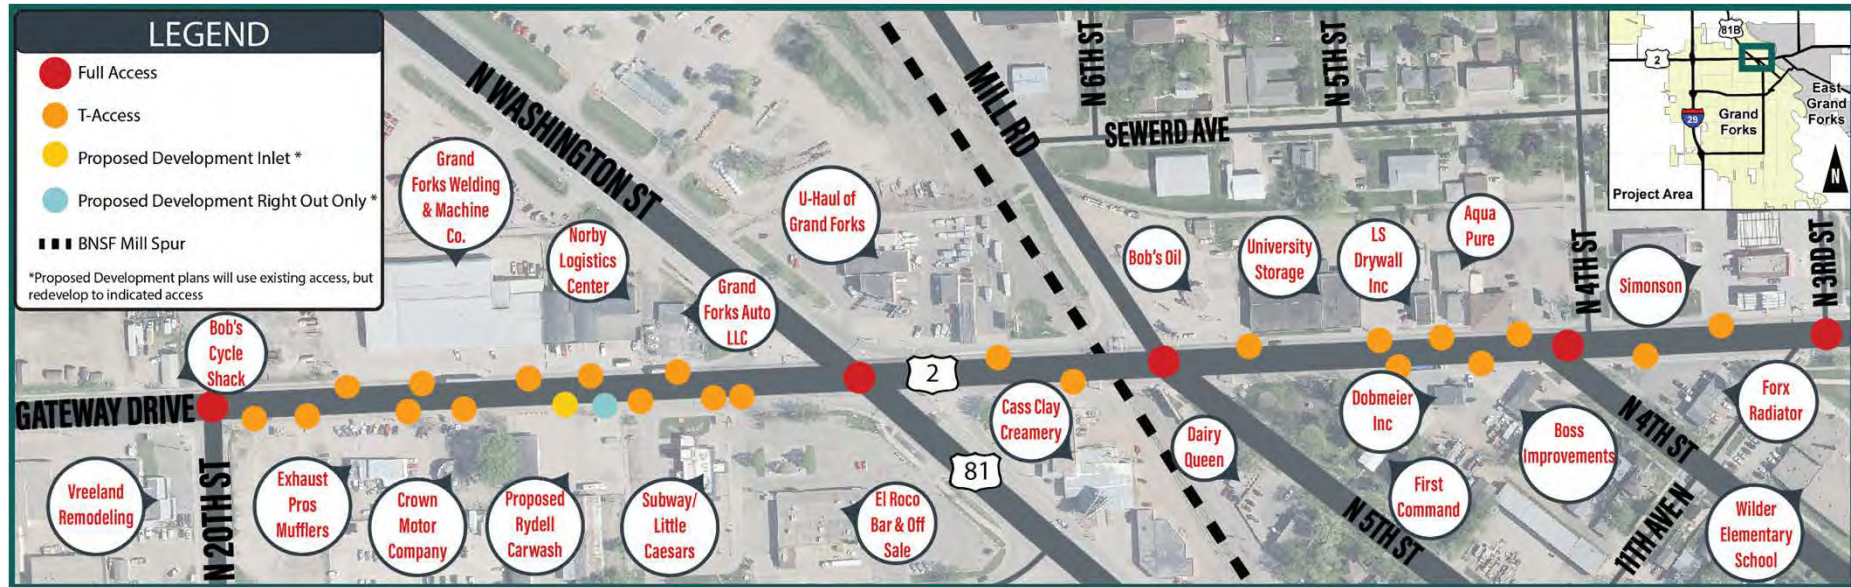 LEGEND
Full Access
T-Access
Proposed Development Inlet *
Proposed Development Right Out Only *
BNSF Mill Spur
*Proposed Development plans will use existing access, but
redevelop to indicated access
N WASHINGTON ST
MILL RD
N 6TH ST
N 5TH ST
SEWERD AVE
N 4TH ST
N 3RD ST
81B
2
29
Grand
Forks
East
Grand
Forks
N
Project Area
Grand
Forks Welding
& Machine
Co.
Norby
Logistics
Center
Grand
Forks Auto
LLC
U-Haul of
Grand Forks
Bob's Oil
University
Storage
LS
Drywall
Inc
Aqua
Pure
Simonson
Bob's
Cycle
Shack
GATEWAY DRIVE
2
81
N 20TH ST
Vreeland
Remodeling
Exhaust
Pros
Mufflers
Crown
Motor
Company
Proposed
Rydell
Carwash
Subway/
Little
Caesars
El Roco
Bar & Off
Sale
Cass Clay
Creamery
Dairy
Queen
N 5TH ST
Dobmeier
Inc
First
Command
Boss
Improvements
N 4TH ST
11TH AVE N
Forx
Radiator
Wilder
Elementary
School